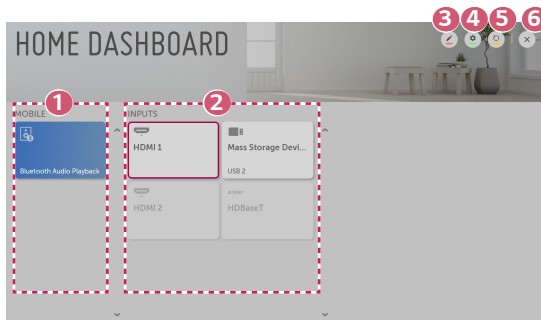 3 4 5 6
HOME DASHBOARD
1 2
MOBILE INPUTS
HDMI 1 Mass Storage Devi...
Bluetooth Audio Playback USB 2
HDMI 2 HDBaseT